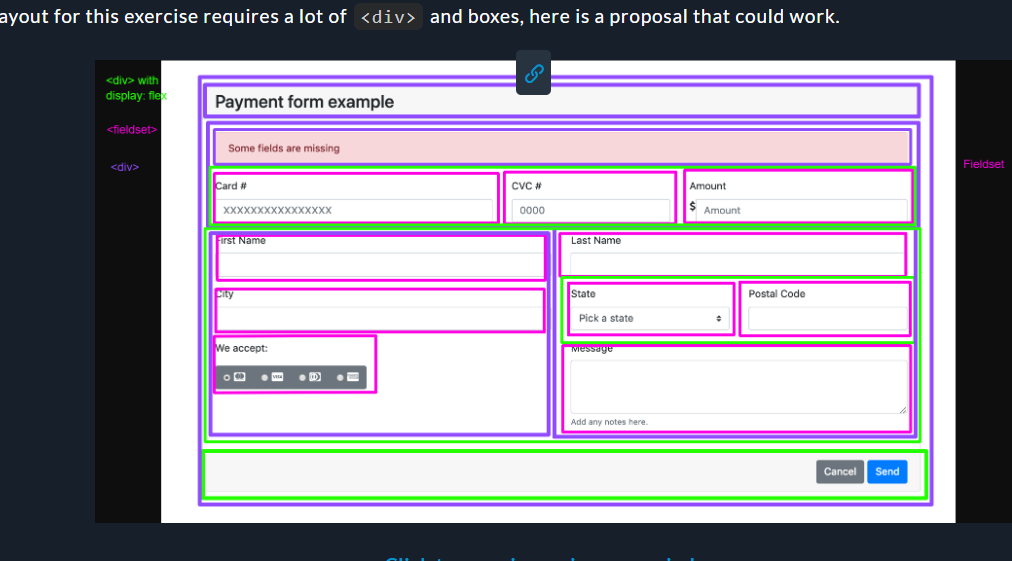 ayout for this exercise requires a lot of <div> and boxes, here is a proposal that could work.
<div> with
display: flex
<fieldset>
<div>
Fieldset
Payment form example
Some fields are missing
Card #
CVC #
Amount
XXXXXXXXXXXXXXXX
0000
$ Amount
First Name
Last Name
City
State
Postal Code
Pick a state
We accept:
Message
VISA
Add any notes here.
Cancel
Send